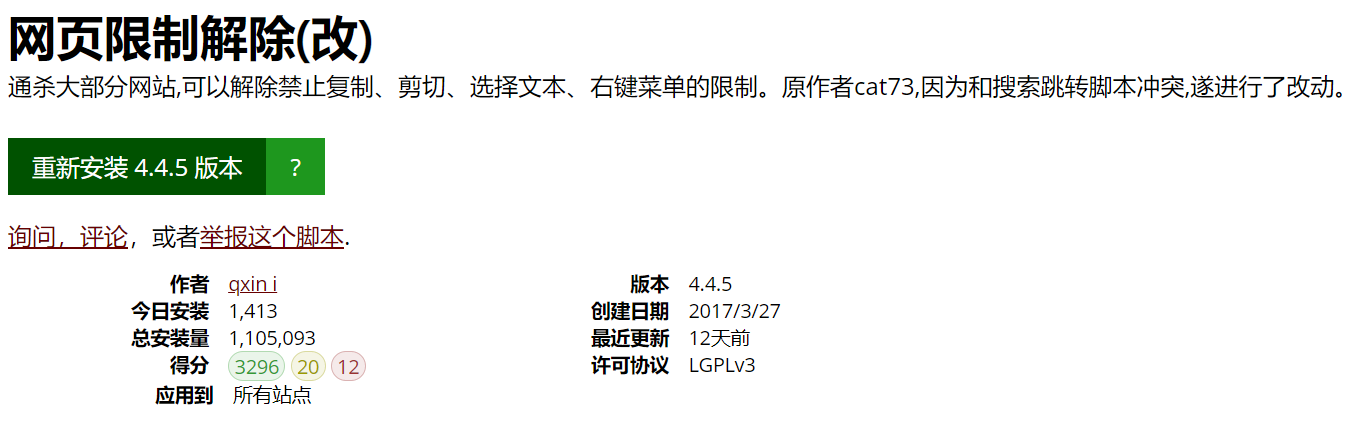 网页限制解除(改)
通杀大部分网站,可以解除禁止复制、剪切、选择文本、右键菜单的限制。原作者cat73,因为和搜索跳转脚本冲突,遂进行了改动。
重新安装 4.4.5 版本 ?
询问，评论，或者举报这个脚本.
作者 qxin i 版本 4.4.5
今日安装 1,413 创建日期 2017/3/27
总安装量 1,105,093 最近更新 12天前
得分 3296 20 12 许可协议 LGPLv3
应用到 所有站点